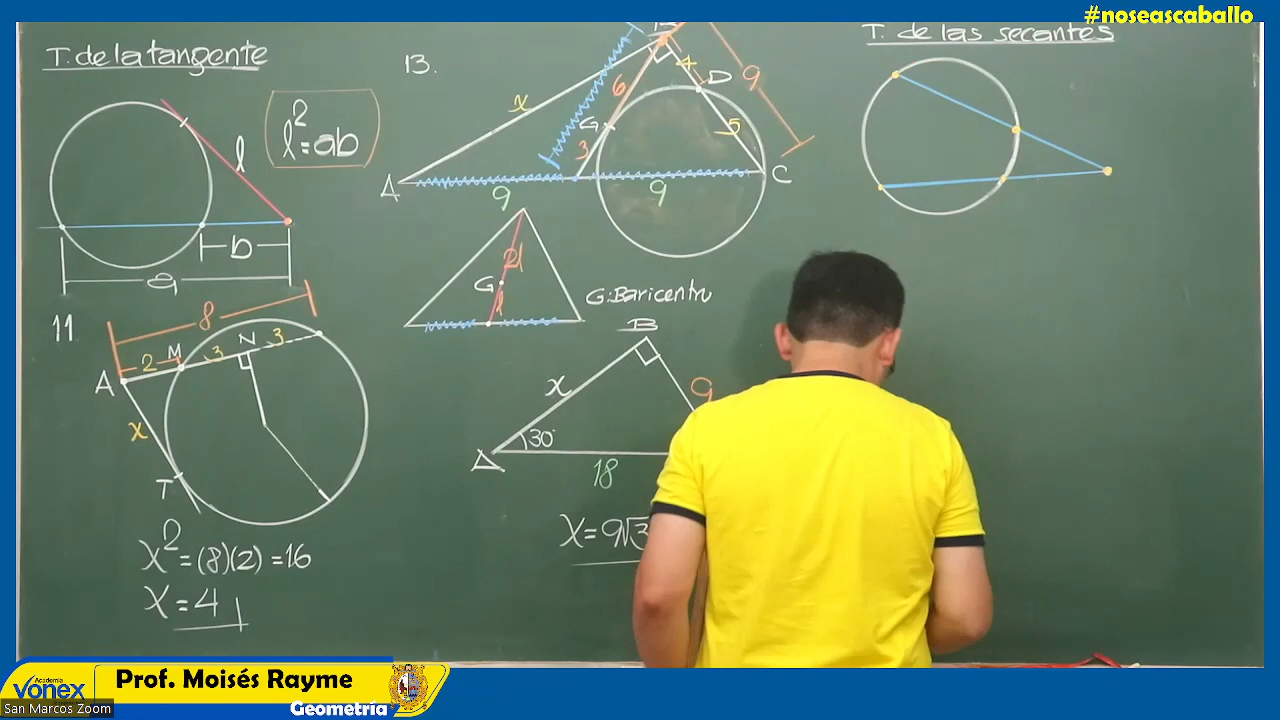 #noseascaballo
T. de la tangente
l² = ab
l
b
a
13.
x
6
4
D
9
G
3
5
A
9
9
C
T. de las secantes
2l
G
l
G: Baricentro
11.
8
2
M
3
N
3
A
x
T
x² = (8)(2) = 16
x = 4
B
x
9
30°
A
18
x = 9√3
Academia
vonex
Prof. Moisés Rayme
Geometría
San Marcos Zoom